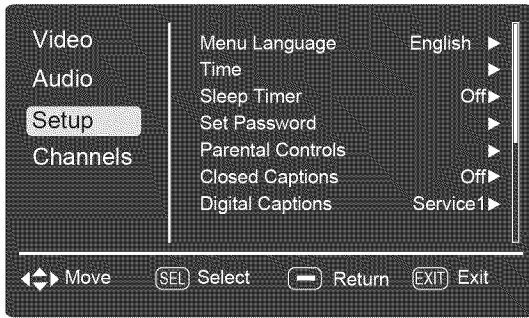 Video
Audio
Setup
Channels
Menu Language English
Time
Sleep Timer Off
Set Password
Parental Controls
Closed Captions Off
Digital Captions Service1
Move SEL Select Return EXIT Exit